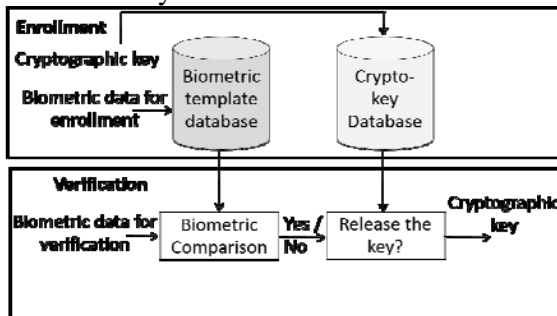 Enrollment
Cryptographic key
Biometric data for
enrollment
Biometric
template
database
Crypto-
key
Database
Verification
Biometric data for
verification
Biometric
Comparison
Yes /
No
Release the
key?
Cryptographic
key